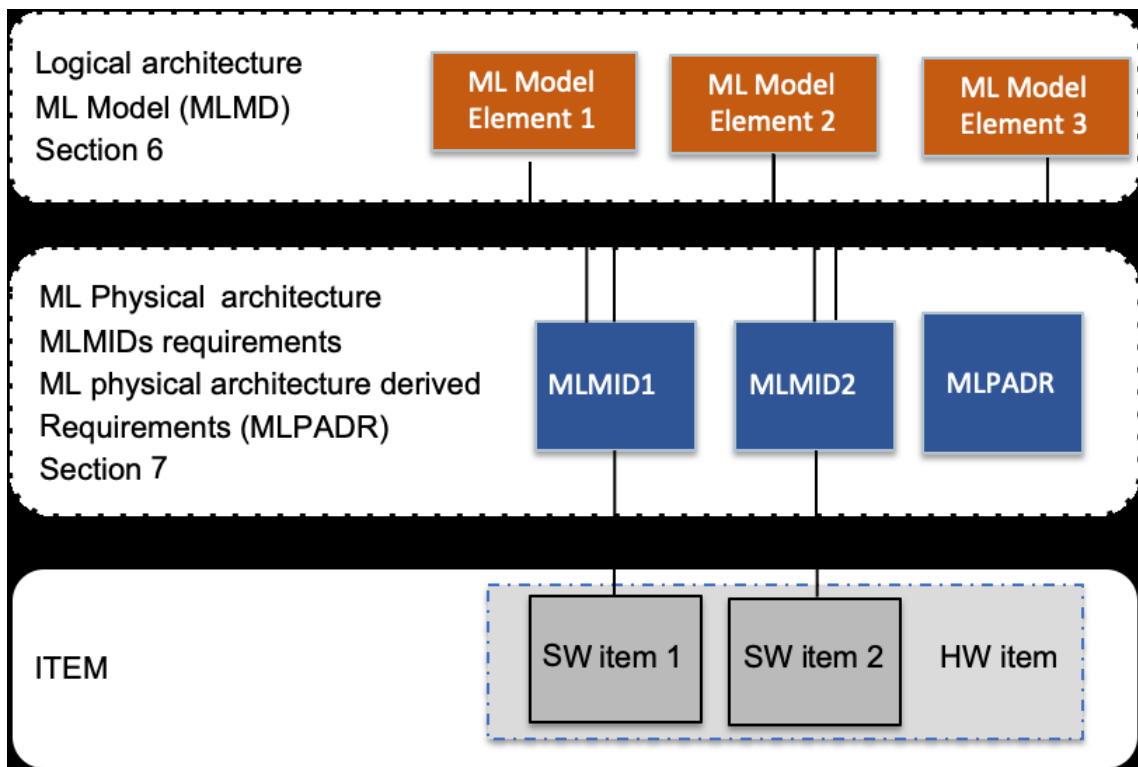 Logical architecture
ML Model (MLMD)
Section 6
ML Model
Element 1
ML Model
Element 2
ML Model
Element 3
ML Physical architecture
MLMIDs requirements
ML physical architecture derived
Requirements (MLPADR)
Section 7
MLMID1
MLMID2
MLPADR
ITEM
SW item 1
SW item 2
HW item